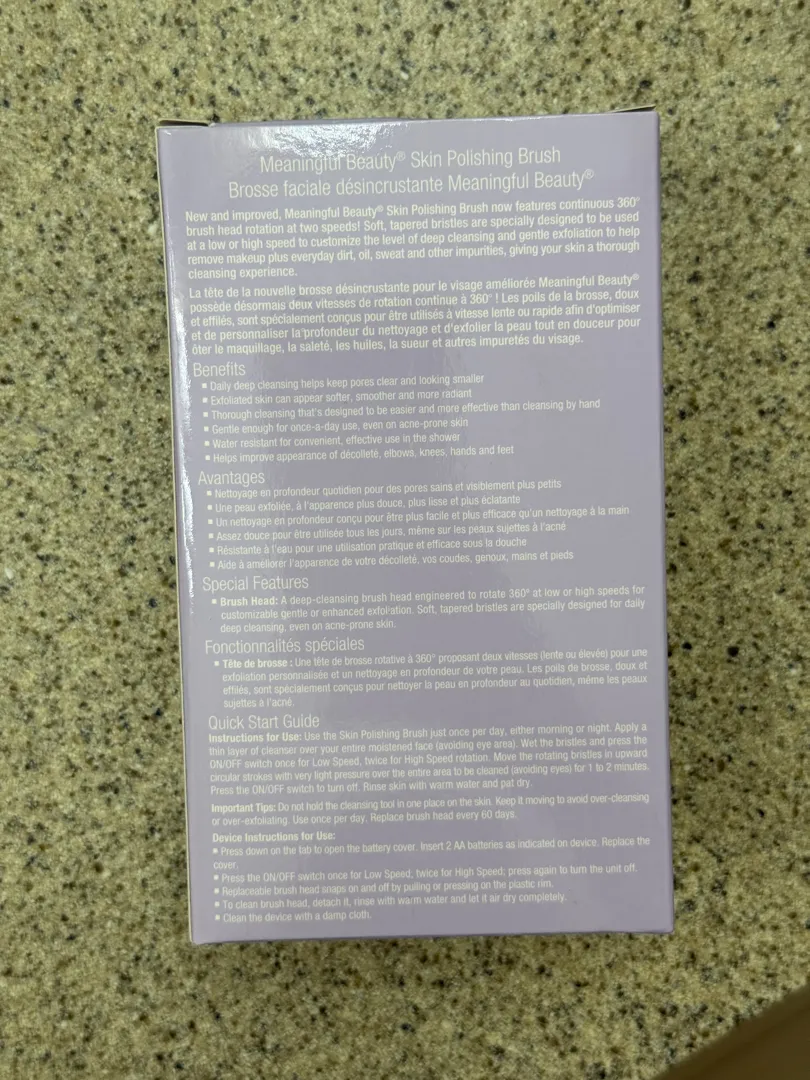 Meaningful Beauty® Skin Polishing Brush
Brosse faciale désincrustante Meaningful Beauty®
New and improved, Meaningful Beauty® Skin Polishing Brush now features continuous 360°
brush head rotation at two speeds! Soft, tapered bristles are specially designed to be used
at a low or high speed to customize the level of deep cleansing and gentle exfoliation to help
remove makeup plus everyday dirt, oil, sweat and other impurities, giving your skin a thorough
cleansing experience.
La tête de la nouvelle brosse désincrustante pour le visage améliorée Meaningful Beauty®
possède désormais deux vitesses de rotation continue à 360° ! Les poils de la brosse, doux
et effilés, sont spécialement conçus pour être utilisés à vitesse lente ou rapide afin d'optimiser
et de personnaliser la profondeur du nettoyage et d'exfolier la peau tout en douceur pour
ôter le maquillage, la saleté, les huiles, la sueur et autres impuretés du visage.
Benefits
▪ Daily deep cleansing helps keep pores clear and looking smaller
▪ Exfoliated skin can appear softer, smoother and more radiant
▪ Thorough cleansing that's designed to be easier and more effective than cleansing by hand
▪ Gentle enough for once-a-day use, even on acne-prone skin
▪ Water resistant for convenient, effective use in the shower
▪ Helps improve appearance of décolleté, elbows, knees, hands and feet
Avantages
▪ Nettoyage en profondeur quotidien pour des pores sains et visiblement plus petits
▪ Une peau exfoliée, à l'apparence plus douce, plus lisse et plus éclatante
▪ Un nettoyage en profondeur conçu pour être plus facile et plus efficace qu'un nettoyage à la main
▪ Assez douce pour être utilisée tous les jours, même sur les peaux sujettes à l'acné
▪ Résistante à l'eau pour une utilisation pratique et efficace sous la douche
▪ Aide à améliorer l'apparence de votre décolleté, vos coudes, genoux, mains et pieds
Special Features
▪ Brush Head: A deep-cleansing brush head engineered to rotate 360° at low or high speeds for
customizable gentle or enhanced exfoliation. Soft, tapered bristles are specially designed for daily
deep cleansing, even on acne-prone skin.
Fonctionnalités spéciales
▪ Tête de brosse : Une tête de brosse rotative à 360° proposant deux vitesses (lente ou élevée) pour une
exfoliation personnalisée et un nettoyage en profondeur de votre peau. Les poils de brosse, doux et
effilés, sont spécialement conçus pour nettoyer la peau en profondeur au quotidien, même les peaux
sujettes à l'acné.
Quick Start Guide
Instructions for Use: Use the Skin Polishing Brush just once per day, either morning or night. Apply a
thin layer of cleanser over your entire moistened face (avoiding eye area). Wet the bristles and press the
ON/OFF switch once for Low Speed, twice for High Speed rotation. Move the rotating bristles in upward
circular strokes with very light pressure over the entire area to be cleaned (avoiding eyes) for 1 to 2 minutes.
Press the ON/OFF switch to turn off. Rinse skin with warm water and pat dry.
Important Tips: Do not hold the cleansing tool in one place on the skin. Keep it moving to avoid over-cleansing
or over-exfoliating. Use once per day. Replace brush head every 60 days.
Device Instructions for Use:
▪ Press down on the tab to open the battery cover. Insert 2 AA batteries as indicated on device. Replace the
cover.
▪ Press the ON/OFF switch once for Low Speed, twice for High Speed; press again to turn the unit off.
▪ Replaceable brush head snaps on and off by pulling or pressing on the plastic rim.
▪ To clean brush head, detach it, rinse with warm water and let it air dry completely.
▪ Clean the device with a damp cloth.